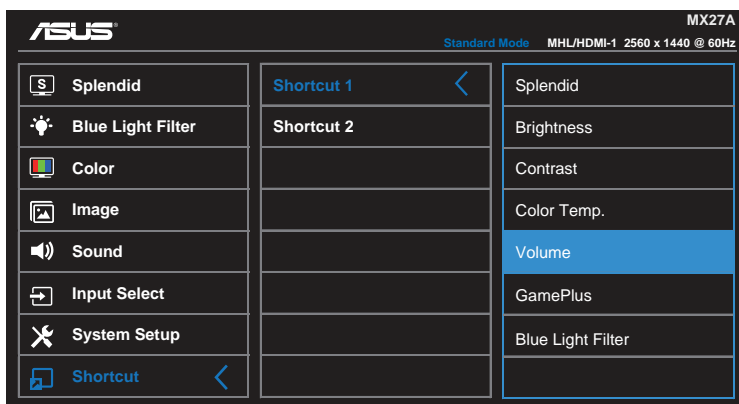 MX27A
ASUS
Standard Mode MHL/HDMI-1 2560 x 1440 @ 60Hz
S Splendid
Blue Light Filter
Color
Image
Sound
Input Select
System Setup
Shortcut
Shortcut 1
Shortcut 2
Splendid
Brightness
Contrast
Color Temp.
Volume
GamePlus
Blue Light Filter